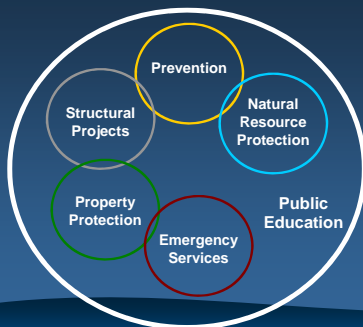 Prevention
Structural
Projects
Natural
Resource
Protection
Property
Protection
Public
Education
Emergency
Services